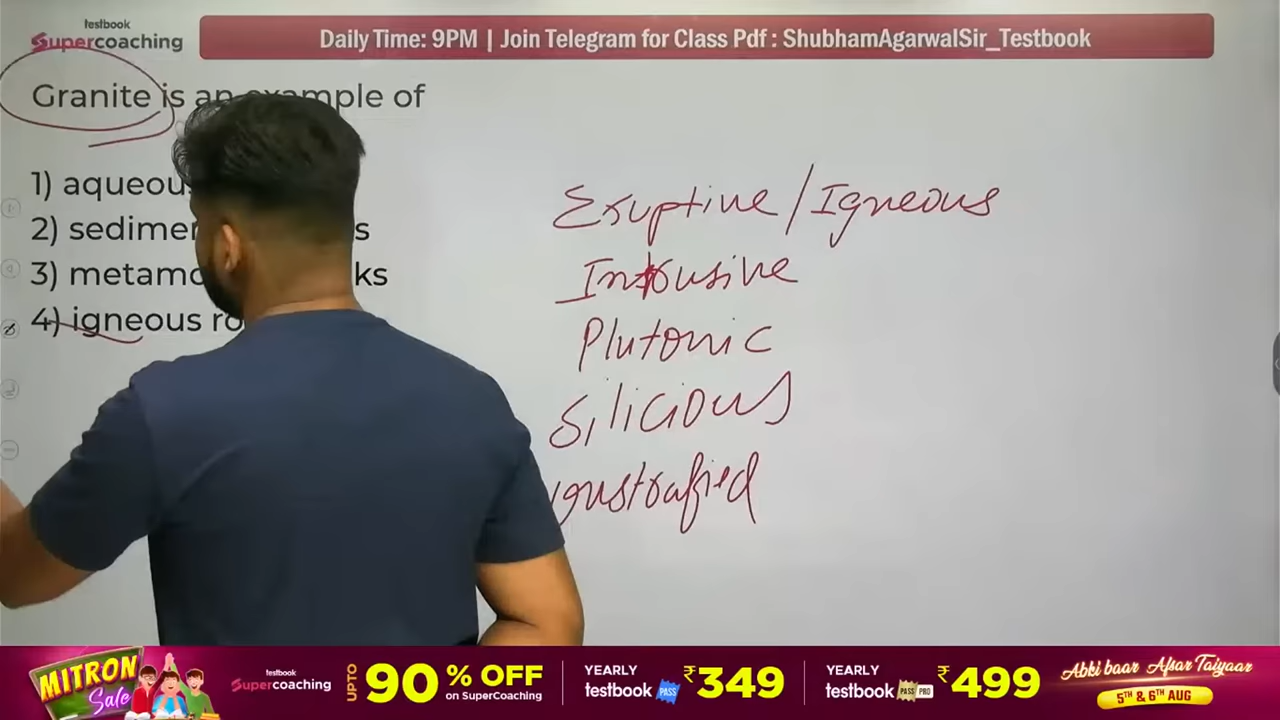 testbook
Supercoaching
Daily Time: 9PM | Join Telegram for Class Pdf : ShubhamAgarwalSir_Testbook
Granite is an example of
1) aqueou
2) sedimen s
3) metamo ks
4) igneous ro
Eruptive / Igneous
Intrusive
Plutonic
Silicious
MITRON
Sale
testbook
Supercoaching
UPTO 90 % OFF
on SuperCoaching
YEARLY
testbook PASS
₹349
YEARLY
testbook PASS PRO
₹499
Abki baar Afsar Taiyaar
5TH & 6TH AUG